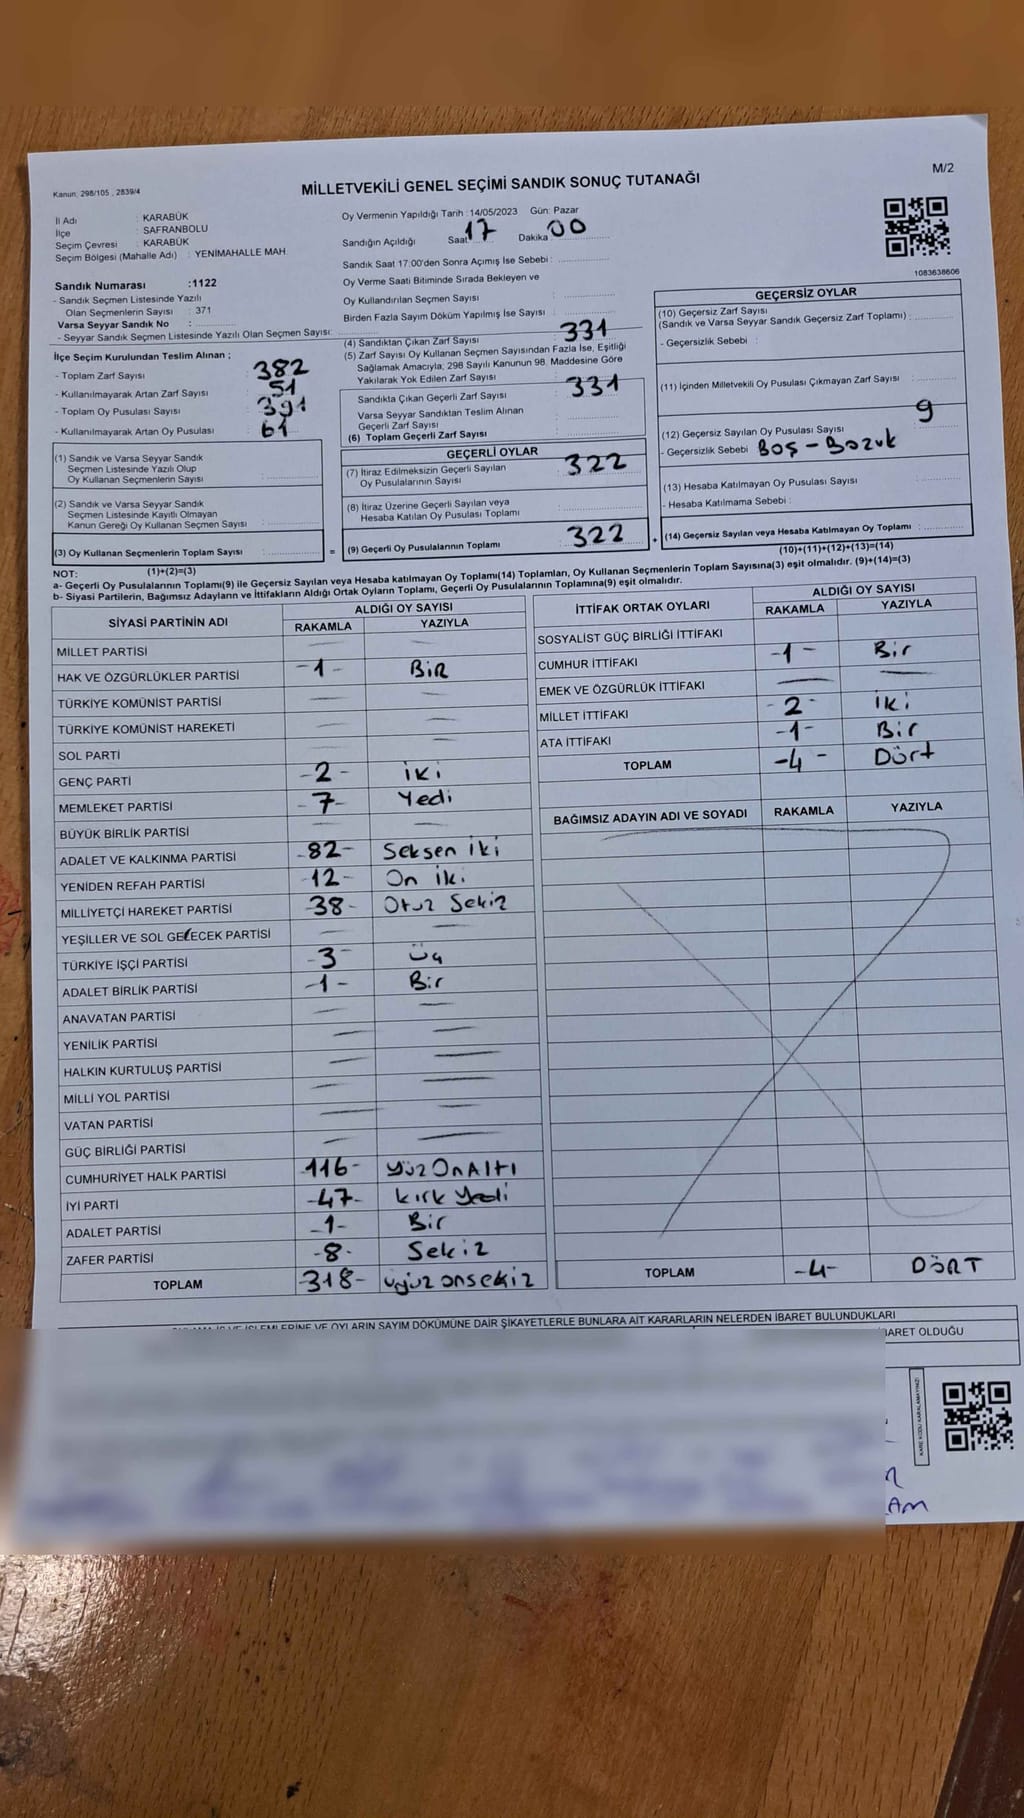 M/2
Kanun: 298/105 , 2839/4
MİLLETVEKİLİ GENEL SEÇİMİ SANDIK SONUÇ TUTANAĞI
İl Adı : KARABÜK
İlçe : SAFRANBOLU
Seçim Çevresi : KARABÜK
Seçim Bölgesi (Mahalle Adı) : YENİMAHALLE MAH.
Oy Vermenin Yapıldığı Tarih :14/05/2023 Gün: Pazar
Sandığın Açıldığı Saat 17 Dakika 00
Sandık Saat 17:00'den Sonra Açımış İse Sebebi :
Oy Verme Saati Bitiminde Sırada Bekleyen ve
Oy Kullandırılan Seçmen Sayısı :
Birden Fazla Sayım Döküm Yapılmış İse Sayısı :
1083638606
Sandık Numarası :1122
- Sandık Seçmen Listesinde Yazılı
Olan Seçmenlerin Sayısı : 371
Varsa Seyyar Sandık No :
- Seyyar Sandık Seçmen Listesinde Yazılı Olan Seçmen Sayısı:
İlçe Seçim Kurulundan Teslim Alınan ;
- Toplam Zarf Sayısı : 382
- Kullanılmayarak Artan Zarf Sayısı : 51
- Toplam Oy Pusulası Sayısı : 391
- Kullanılmayarak Artan Oy Pusulası : 61
(1) Sandık ve Varsa Seyyar Sandık
Seçmen Listesinde Yazılı Olup
Oy Kullanan Seçmenlerin Sayısı :
(2) Sandık ve Varsa Seyyar Sandık
Seçmen Listesinde Kayıtlı Olmayan
Kanun Gereği Oy Kullanan Seçmen Sayısı :
(3) Oy Kullanan Seçmenlerin Toplam Sayısı : =
(1)+(2)=(3)
(4) Sandıktan Çıkan Zarf Sayısı : 331
(5) Zarf Sayısı Oy Kullanan Seçmen Sayısından Fazla İse, Eşitliği
Sağlamak Amacıyla, 298 Sayılı Kanunun 98. Maddesine Göre
Yakılarak Yok Edilen Zarf Sayısı :
Sandıkta Çıkan Geçerli Zarf Sayısı : 331
Varsa Seyyar Sandıktan Teslim Alınan
Geçerli Zarf Sayısı :
(6) Toplam Geçerli Zarf Sayısı :
GEÇERLİ OYLAR
(7) İtiraz Edilmeksizin Geçerli Sayılan
Oy Pusulalarının Sayısı : 322
(8) İtiraz Üzerine Geçerli Sayılan veya
Hesaba Katılan Oy Pusulası Toplamı :
(9) Geçerli Oy Pusulalarının Toplamı : 322
GEÇERSİZ OYLAR
(10) Geçersiz Zarf Sayısı
(Sandık ve Varsa Seyyar Sandık Geçersiz Zarf Toplamı) :
- Geçersizlik Sebebi :
(11) İçinden Milletvekili Oy Pusulası Çıkmayan Zarf Sayısı :
(12) Geçersiz Sayılan Oy Pusulası Sayısı : 9
- Geçersizlik Sebebi : Boş - Bozuk
(13) Hesaba Katılmayan Oy Pusulası Sayısı :
- Hesaba Katılmama Sebebi :
(14) Geçersiz Sayılan veya Hesaba Katılmayan Oy Toplamı :
(10)+(11)+(12)+(13)=(14)
NOT:
a- Geçerli Oy Pusulalarının Toplamı(9) ile Geçersiz Sayılan veya Hesaba katılmayan Oy Toplamı(14) Toplamları, Oy Kullanan Seçmenlerin Toplam Sayısına(3) eşit olmalıdır. (9)+(14)=(3)
b- Siyasi Partilerin, Bağımsız Adayların ve İttifakların Aldığı Ortak Oyların Toplamı, Geçerli Oy Pusulalarının Toplamına(9) eşit olmalıdır.
SİYASİ PARTİNİN ADI
ALDIĞI OY SAYISI
RAKAMLA YAZIYLA
MİLLET PARTİSİ
HAK VE ÖZGÜRLÜKLER PARTİSİ -1- BİR
TÜRKİYE KOMÜNİST PARTİSİ
TÜRKİYE KOMÜNİST HAREKETİ
SOL PARTİ
GENÇ PARTİ -2- iki
MEMLEKET PARTİSİ -7- Yedi
BÜYÜK BİRLİK PARTİSİ
ADALET VE KALKINMA PARTİSİ -82- Seksen iki
YENİDEN REFAH PARTİSİ -12- On iki
MİLLİYETÇİ HAREKET PARTİSİ -38- Otuz Sekiz
YEŞİLLER VE SOL GELECEK PARTİSİ
TÜRKİYE İŞÇİ PARTİSİ -3- Üç
ADALET BİRLİK PARTİSİ -1- Bir
ANAVATAN PARTİSİ
YENİLİK PARTİSİ
HALKIN KURTULUŞ PARTİSİ
MİLLİ YOL PARTİSİ
VATAN PARTİSİ
GÜÇ BİRLİĞİ PARTİSİ
CUMHURİYET HALK PARTİSİ -116- Yüz On Altı
İYİ PARTİ -47- kırk yedi
ADALET PARTİSİ -1- Bir
ZAFER PARTİSİ -8- Sekiz
TOPLAM -318- üçyüz onsekiz
İTTİFAK ORTAK OYLARI
ALDIĞI OY SAYISI
RAKAMLA YAZIYLA
SOSYALİST GÜÇ BİRLİĞİ İTTİFAKI
CUMHUR İTTİFAKI -1- Bir
EMEK VE ÖZGÜRLÜK İTTİFAKI
MİLLET İTTİFAKI -2- iki
ATA İTTİFAKI -1- Bir
TOPLAM -4- Dört
BAĞIMSIZ ADAYIN ADI VE SOYADI RAKAMLA YAZIYLA
TOPLAM -4- DÖRT
OYLARIN SAYIM DÖKÜMÜNE DAİR ŞİKAYETLERLE BUNLARA AİT KARARLARIN NELERDEN İBARET BULUNDUKLARI
OLDUĞU
KARE KODU KARALAMAYINIZ!